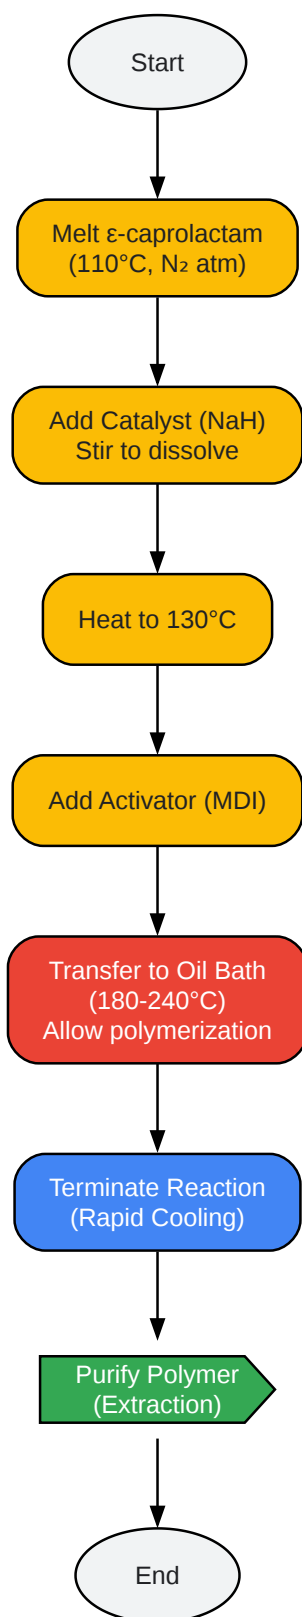 Start
Melt ε-caprolactam
(110°C, N₂ atm)
Add Catalyst (NaH)
Stir to dissolve
Heat to 130°C
Add Activator (MDI)
Transfer to Oil Bath
(180-240°C)
Allow polymerization
Terminate Reaction
(Rapid Cooling)
Purify Polymer
(Extraction)
End